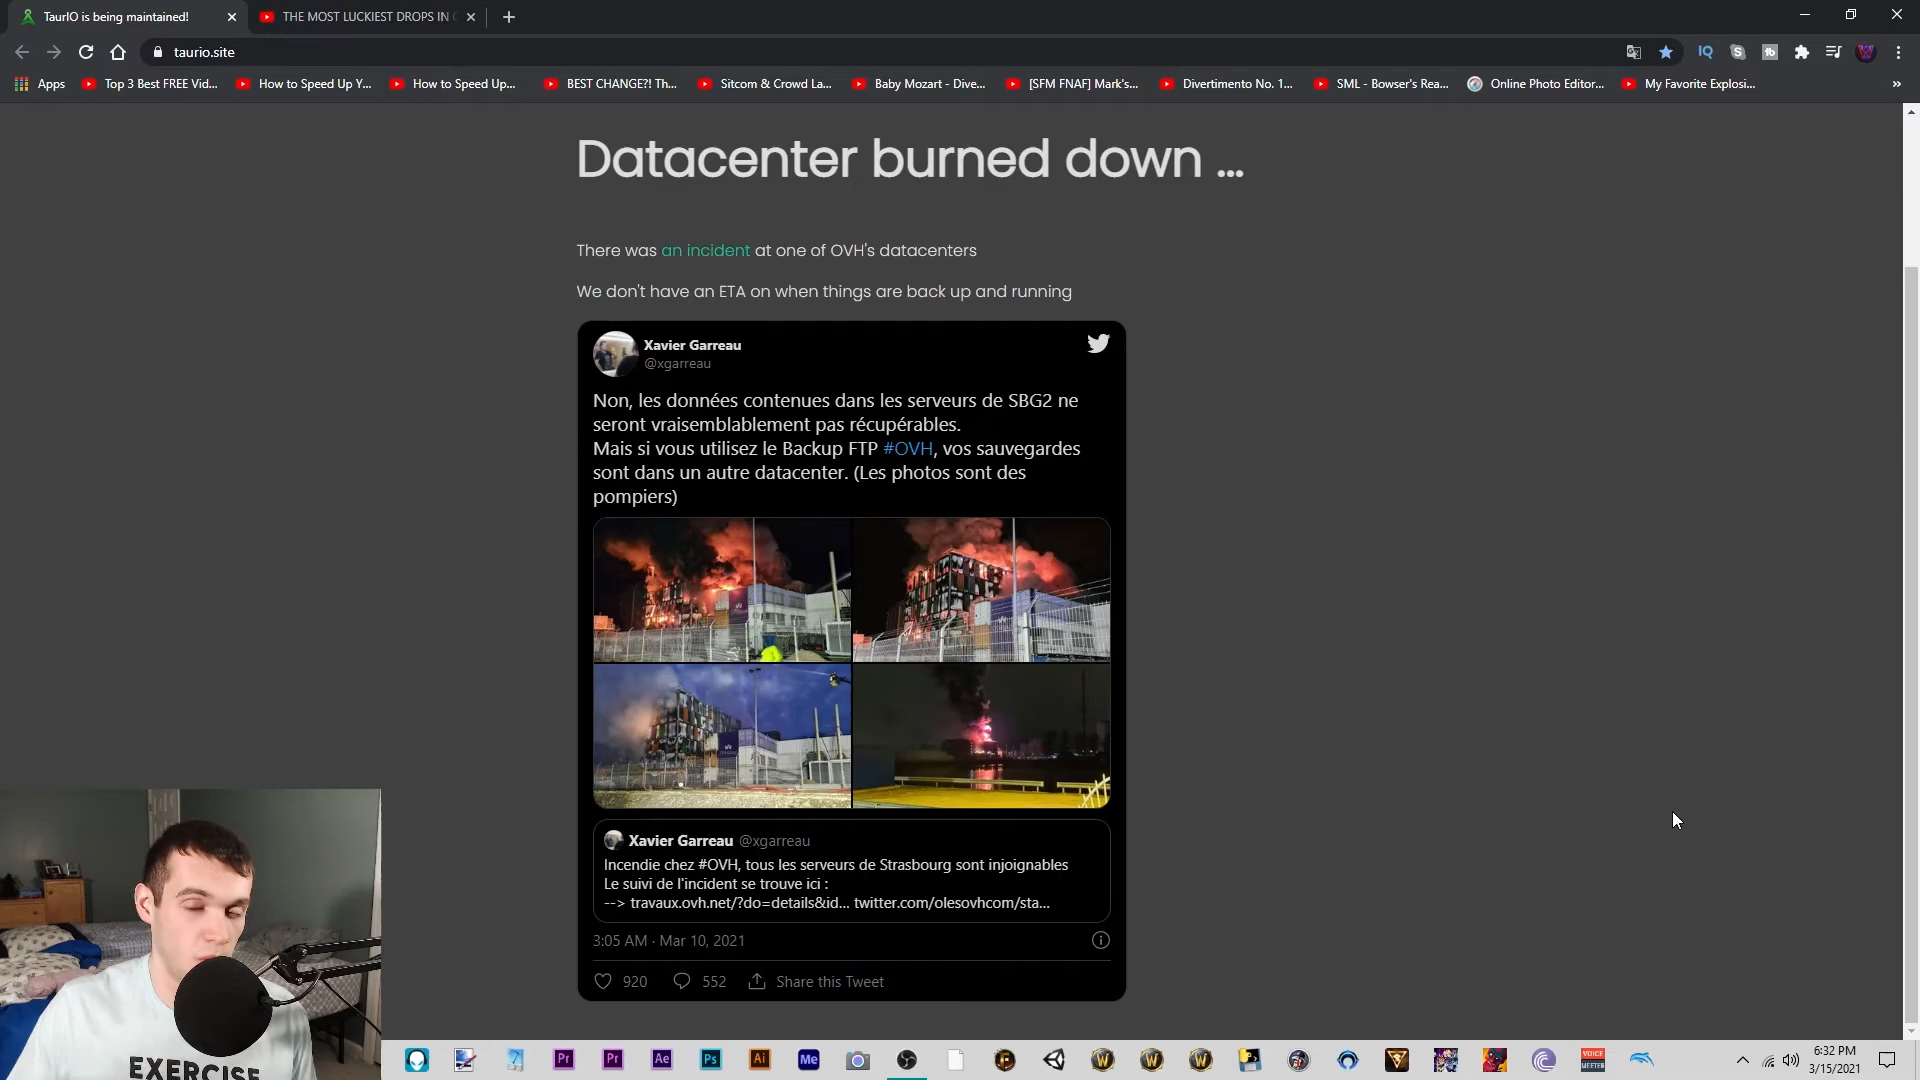 TaurIO is being maintained!
THE MOST LUCKIEST DROPS IN
taurio.site
Apps
Top 3 Best FREE Vid...
How to Speed Up Y...
How to Speed Up...
BEST CHANGE?! Th...
Sitcom & Crowd La...
Baby Mozart - Dive...
[SFM FNAF] Mark's...
Divertimento No. 1...
SML - Bowser's Rea...
Online Photo Editor...
My Favorite Explosi...
Datacenter burned down ...
There was an incident at one of OVH's datacenters
We don't have an ETA on when things are back up and running
Xavier Garreau
@xgarreau
Non, les données contenues dans les serveurs de SBG2 ne
seront vraisemblablement pas récupérables.
Mais si vous utilisez le Backup FTP #OVH, vos sauvegardes
sont dans un autre datacenter. (Les photos sont des
pompiers)
Xavier Garreau @xgarreau
Incendie chez #OVH, tous les serveurs de Strasbourg sont injoignables
Le suivi de l'incident se trouve ici :
--> travaux.ovh.net/?do=details&id... twitter.com/olesovhcom/sta...
3:05 AM · Mar 10, 2021
920
552
Share this Tweet
EXERCISE
Pr
Pr
Ae
Ps
Ai
Me
VOICE
MEETER
6:32 PM
3/15/2021